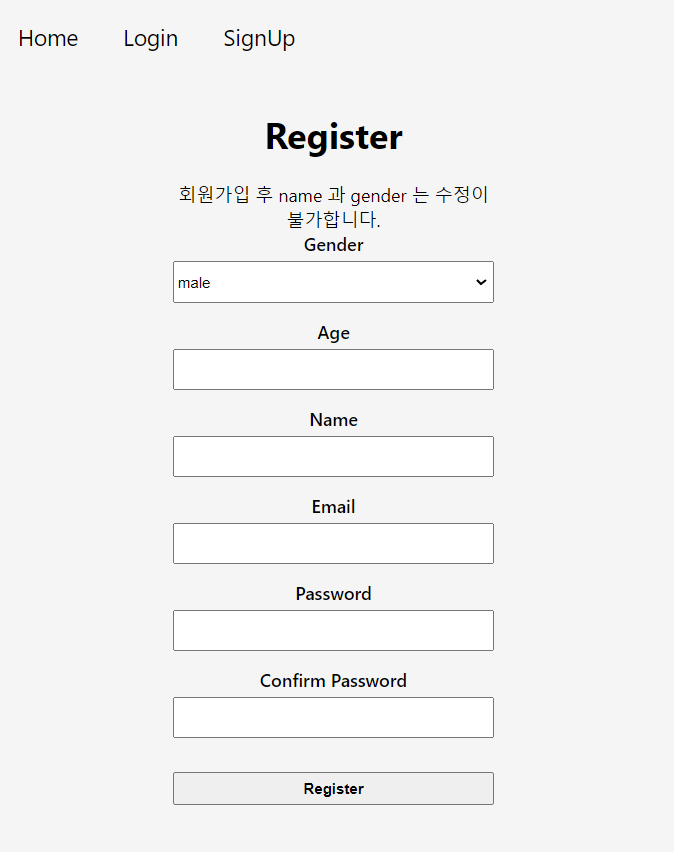 Home Login SignUp
Register
회원가입 후 name 과 gender 는 수정이
불가합니다.
Gender
male
Age
Name
Email
Password
Confirm Password
Register